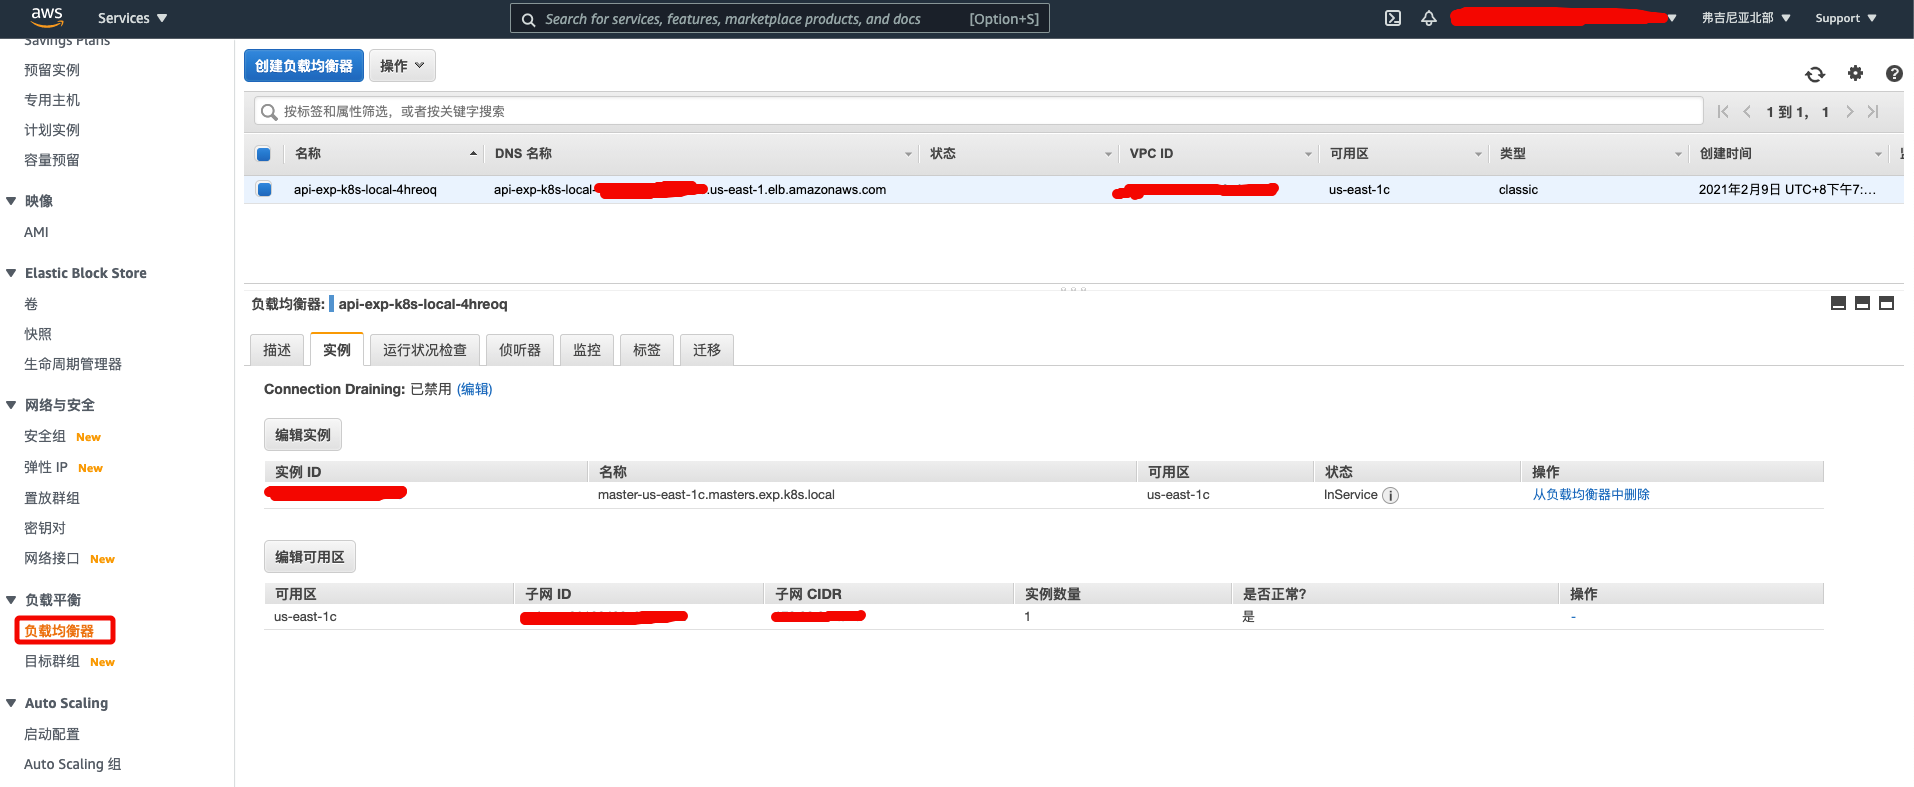 aws Services Search for services, features, marketplace products, and docs [Option+S] 弗吉尼亚北部 Support
Savings Plans
预留实例
专用主机
计划实例
容量预留
映像
AMI
Elastic Block Store
卷
快照
生命周期管理器
网络与安全
安全组 New
弹性 IP New
置放群组
密钥对
网络接口 New
负载平衡
负载均衡器
目标群组 New
Auto Scaling
启动配置
Auto Scaling 组
创建负载均衡器 操作
按标签和属性筛选，或者按关键字搜索 1 到 1， 1
名称 DNS 名称 状态 VPC ID 可用区 类型 创建时间
api-exp-k8s-local-4hreoq api-exp-k8s-local- .us-east-1.elb.amazonaws.com us-east-1c classic 2021年2月9日 UTC+8下午7:...
负载均衡器: api-exp-k8s-local-4hreoq
描述 实例 运行状况检查 侦听器 监控 标签 迁移
Connection Draining: 已禁用 (编辑)
编辑实例
实例 ID 名称 可用区 状态 操作
master-us-east-1c.masters.exp.k8s.local us-east-1c InService 从负载均衡器中删除
编辑可用区
可用区 子网 ID 子网 CIDR 实例数量 是否正常? 操作
us-east-1c 1 是 -